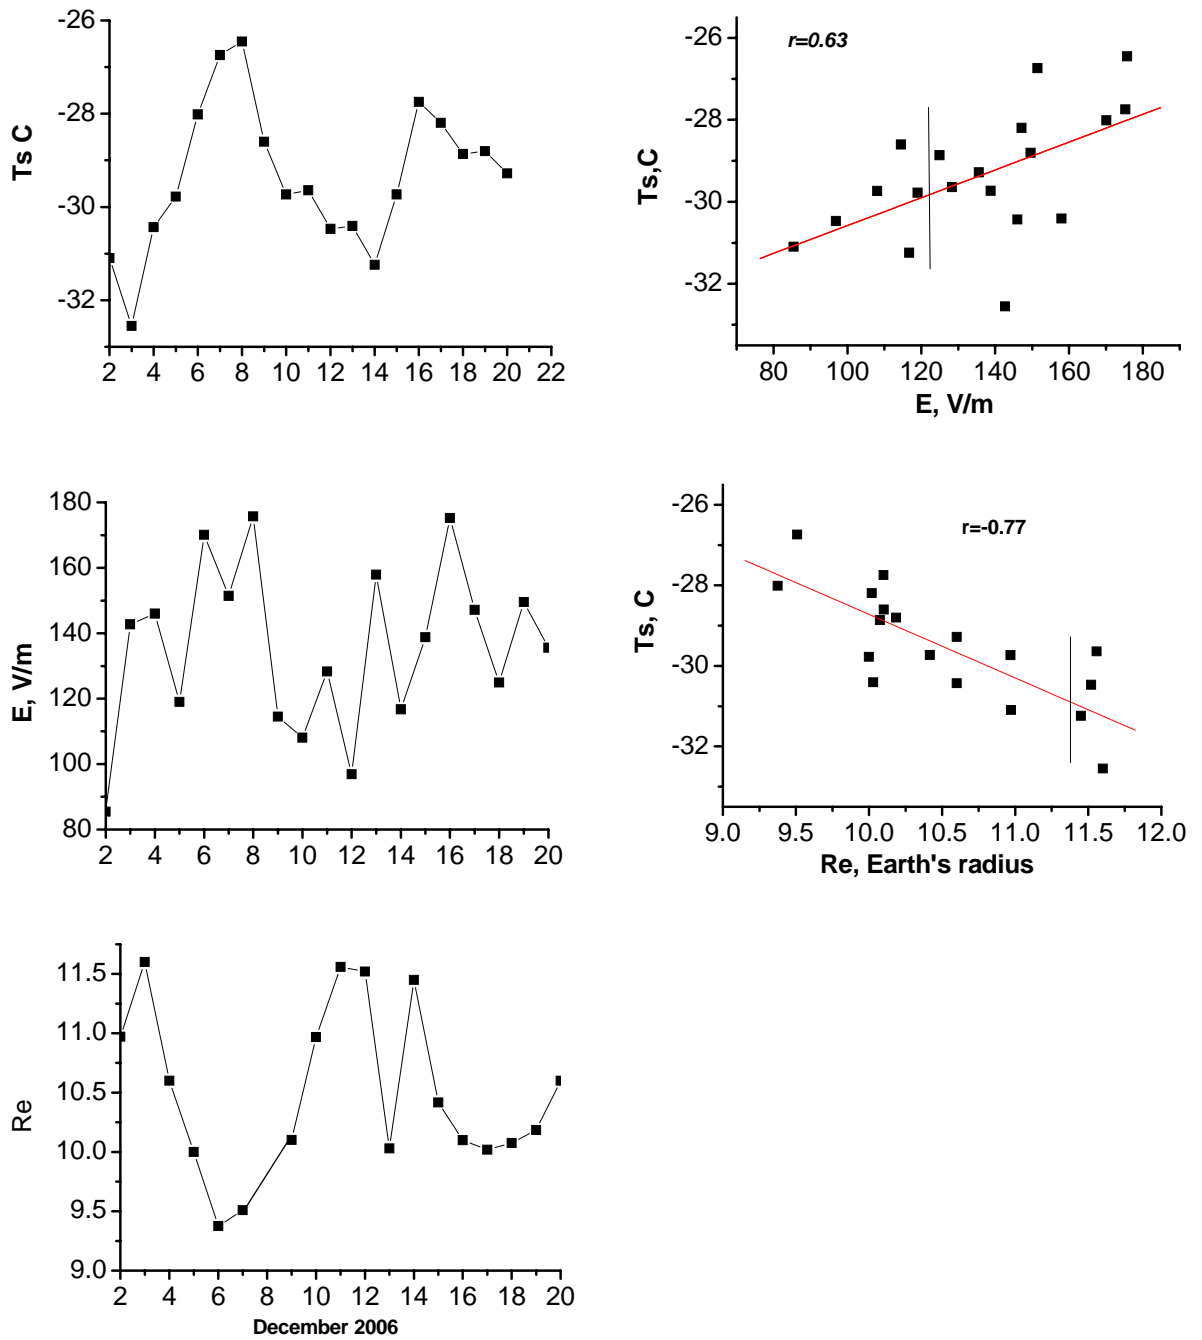 -26
-28
-30
-32
Ts C
2 4 6 8 10 12 14 16 18 20 22
-26
-28
-30
-32
Ts,C
r=0.63
80 100 120 140 160 180
E, V/m
180
160
140
120
100
80
E, V/m
2 4 6 8 10 12 14 16 18 20
-26
-28
-30
-32
Ts, C
r=-0.77
9.0 9.5 10.0 10.5 11.0 11.5 12.0
Re, Earth's radius
11.5
11.0
10.5
10.0
9.5
9.0
Re
2 4 6 8 10 12 14 16 18 20
December 2006